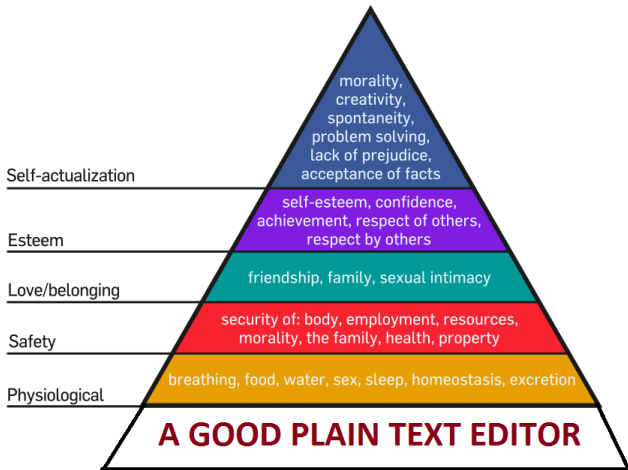 morality,
creativity,
spontaneity,
problem solving,
lack of prejudice,
acceptance of facts
Self-actualization
self-esteem, confidence,
achievement, respect of others,
respect by others
Esteem
friendship, family, sexual intimacy
Love/belonging
security of: body, employment, resources,
morality, the family, health, property
Safety
breathing, food, water, sex, sleep, homeostasis, excretion
Physiological
A GOOD PLAIN TEXT EDITOR